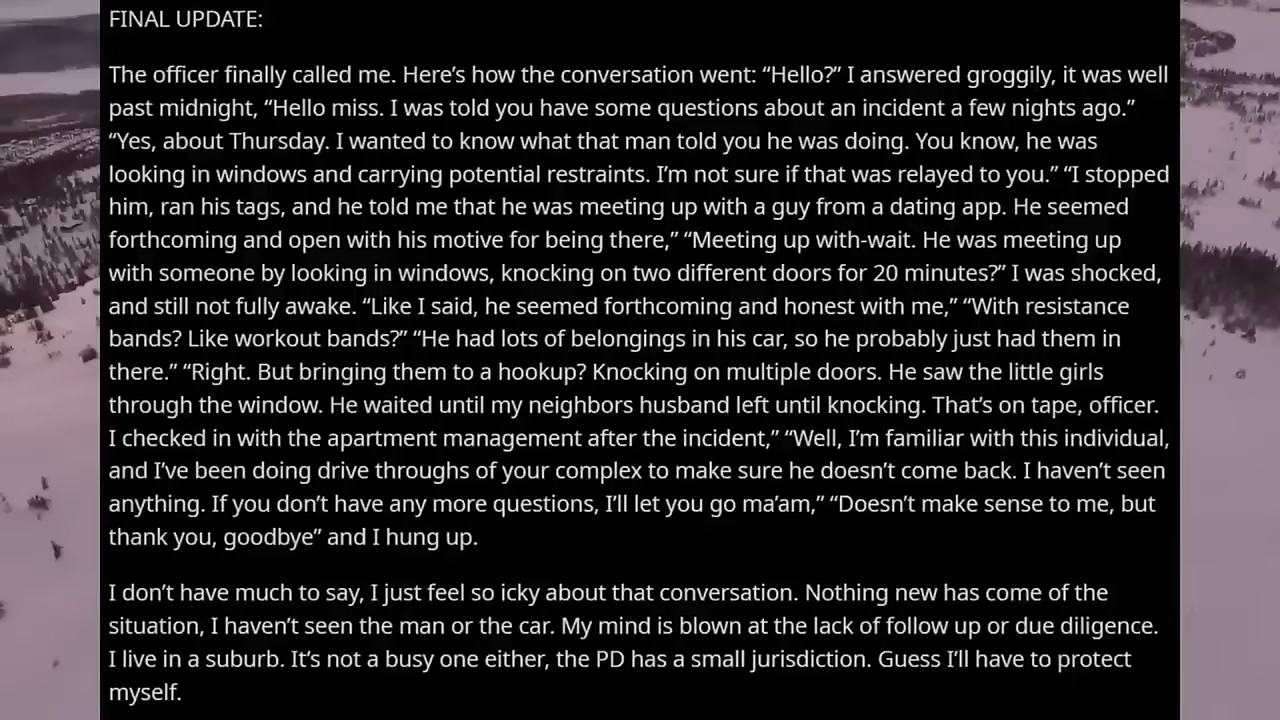 FINAL UPDATE:
The officer finally called me. Here’s how the conversation went: “Hello?” I answered groggily, it was well
past midnight, “Hello miss. I was told you have some questions about an incident a few nights ago.”
“Yes, about Thursday. I wanted to know what that man told you he was doing. You know, he was
looking in windows and carrying potential restraints. I’m not sure if that was relayed to you.” “I stopped
him, ran his tags, and he told me that he was meeting up with a guy from a dating app. He seemed
forthcoming and open with his motive for being there,” “Meeting up with-wait. He was meeting up
with someone by looking in windows, knocking on two different doors for 20 minutes?” I was shocked,
and still not fully awake. “Like I said, he seemed forthcoming and honest with me,” “With resistance
bands? Like workout bands?” “He had lots of belongings in his car, so he probably just had them in
there.” “Right. But bringing them to a hookup? Knocking on multiple doors. He saw the little girls
through the window. He waited until my neighbors husband left until knocking. That’s on tape, officer.
I checked in with the apartment management after the incident,” “Well, I’m familiar with this individual,
and I’ve been doing drive throughs of your complex to make sure he doesn’t come back. I haven’t seen
anything. If you don’t have any more questions, I’ll let you go ma’am,” “Doesn’t make sense to me, but
thank you, goodbye” and I hung up.
I don’t have much to say, I just feel so icky about that conversation. Nothing new has come of the
situation, I haven’t seen the man or the car. My mind is blown at the lack of follow up or due diligence.
I live in a suburb. It’s not a busy one either, the PD has a small jurisdiction. Guess I’ll have to protect
myself.